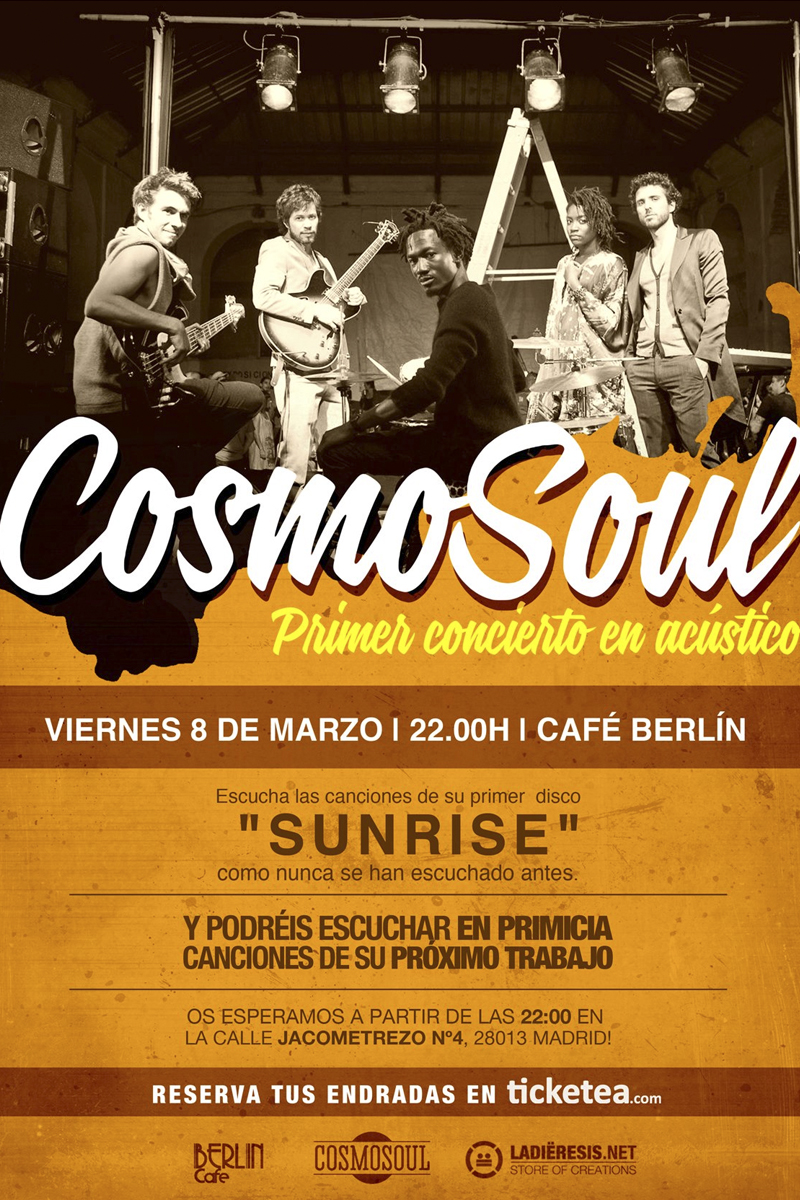 CosmoSoul
Primer concierto en acústico
VIERNES 8 DE MARZO | 22.00H | CAFÉ BERLÍN
Escucha las canciones de su primer disco
"SUNRISE"
como nunca se han escuchado antes.
Y PODRÉIS ESCUCHAR EN PRIMICIA
CANCIONES DE SU PRÓXIMO TRABAJO
OS ESPERAMOS A PARTIR DE LAS 22:00 EN
LA CALLE JACOMETREZO Nº4, 28013 MADRID!
RESERVA TUS ENDRADAS EN ticketea.com
BERLIN
Cafe
COSMOSOUL
LADIËRESIS.NET
STORE OF CREATIONS